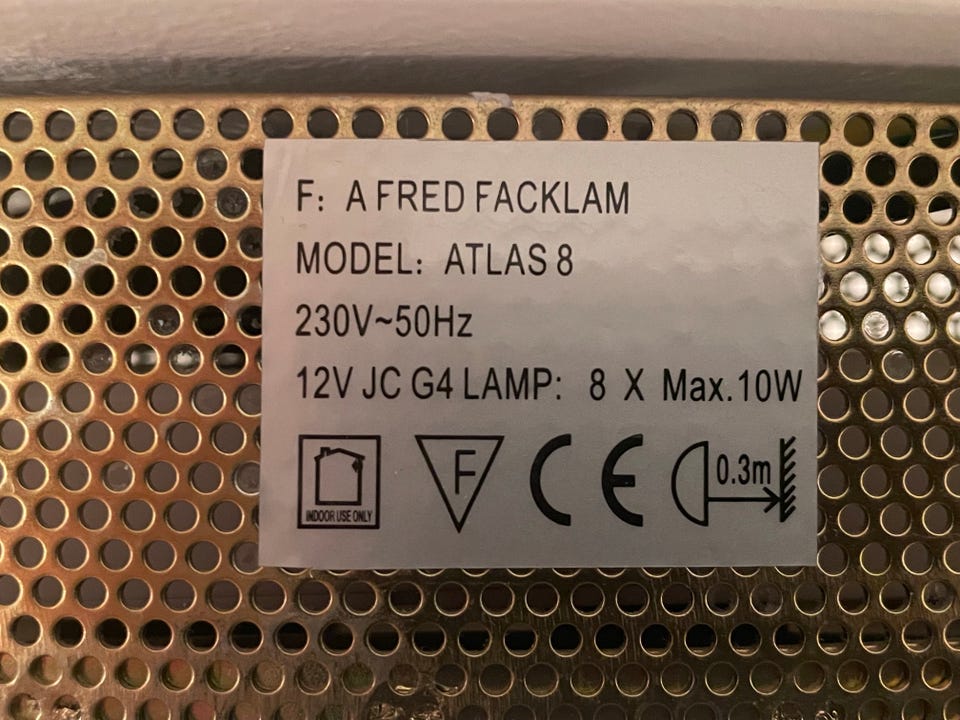 F: A FRED FACKLAM
MODEL: ATLAS 8
230V~50Hz
12V JC G4 LAMP: 8 X Max.10W
INDOOR USE ONLY
F
CE
0.3m